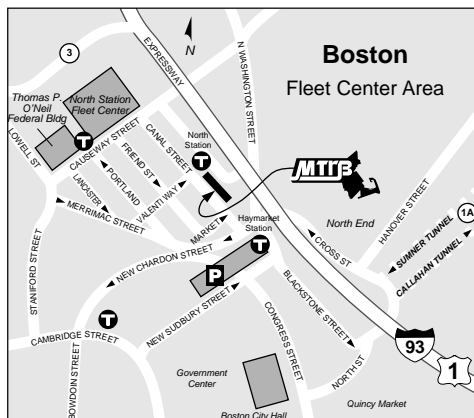 Boston
Fleet Center Area
N
3
EXPRESSWAY
N WASHINGTON STREET
Thomas P.
O'Neil
Federal Bldg
North Station
Fleet Center
T
LOWELL ST
CAUSEWAY STREET
CANAL STREET
FRIEND ST
PORTLAND
LANCASTER
VALENTI WAY
North
Station
T
MERRIMAC STREET
MARKET
Haymarket
Station
T
North End
HANOVER STREET
1A
SUMNER TUNNEL
CALLAHAN TUNNEL
CROSS ST
STANIFORD STREET
NEW CHARDON STREET
P
NEW SUDBURY STREET
BLACKSTONE STREET
T
CAMBRIDGE STREET
CONGRESS STREET
NORTH ST
93
1
BOWDOIN STREET
Government
Center
Boston City Hall
Quincy Market